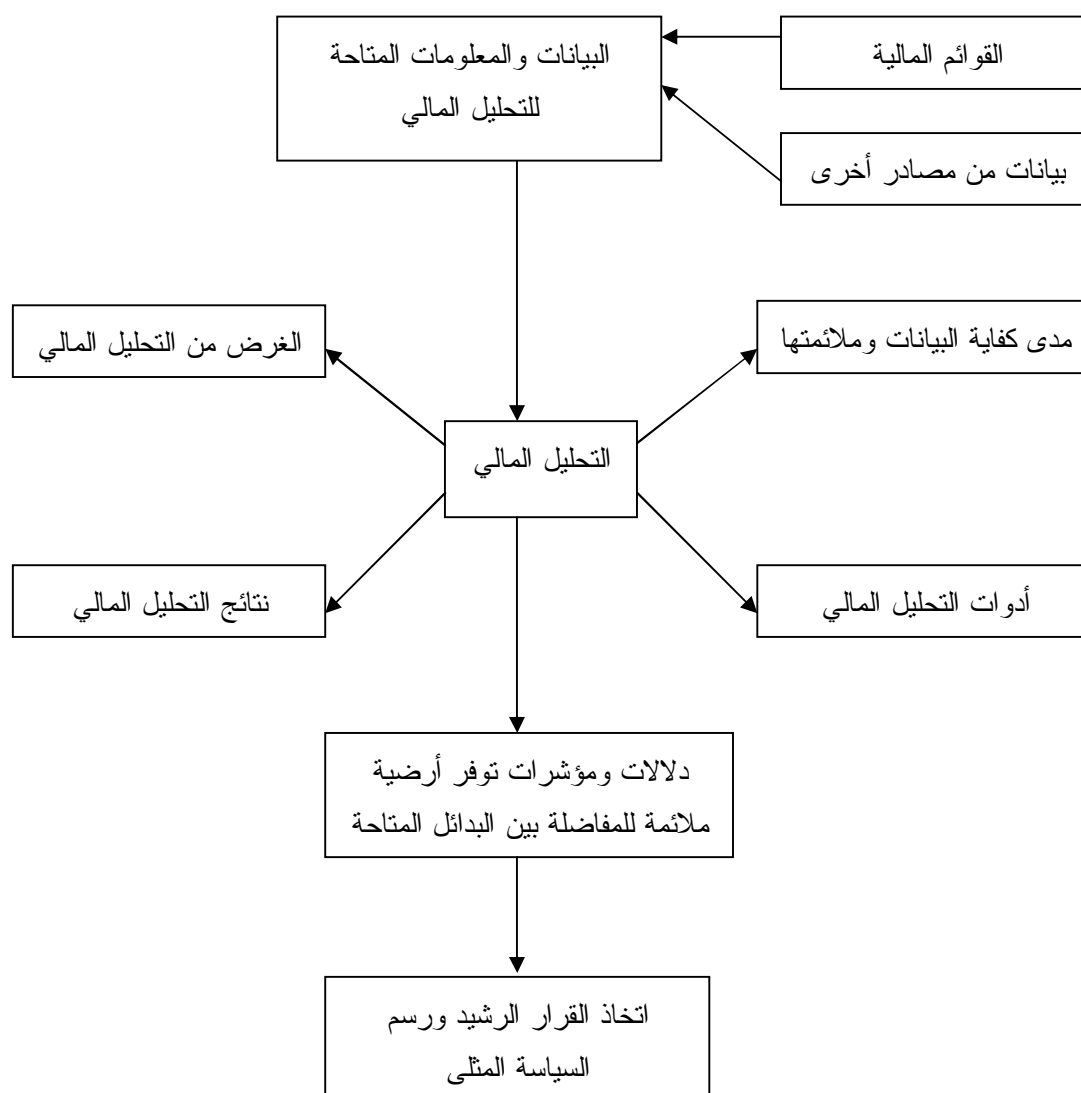 القوائم المالية
البيانات والمعلومات المتاحة
للتحليل المالي
بيانات من مصادر أخرى
مدى كفاية البيانات وملائمتها
الغرض من التحليل المالي
التحليل المالي
أدوات التحليل المالي
نتائج التحليل المالي
دلالات ومؤشرات توفر أرضية
ملائمة للمفاضلة بين البدائل المتاحة
اتخاذ القرار الرشيد ورسم
السياسة المثلى